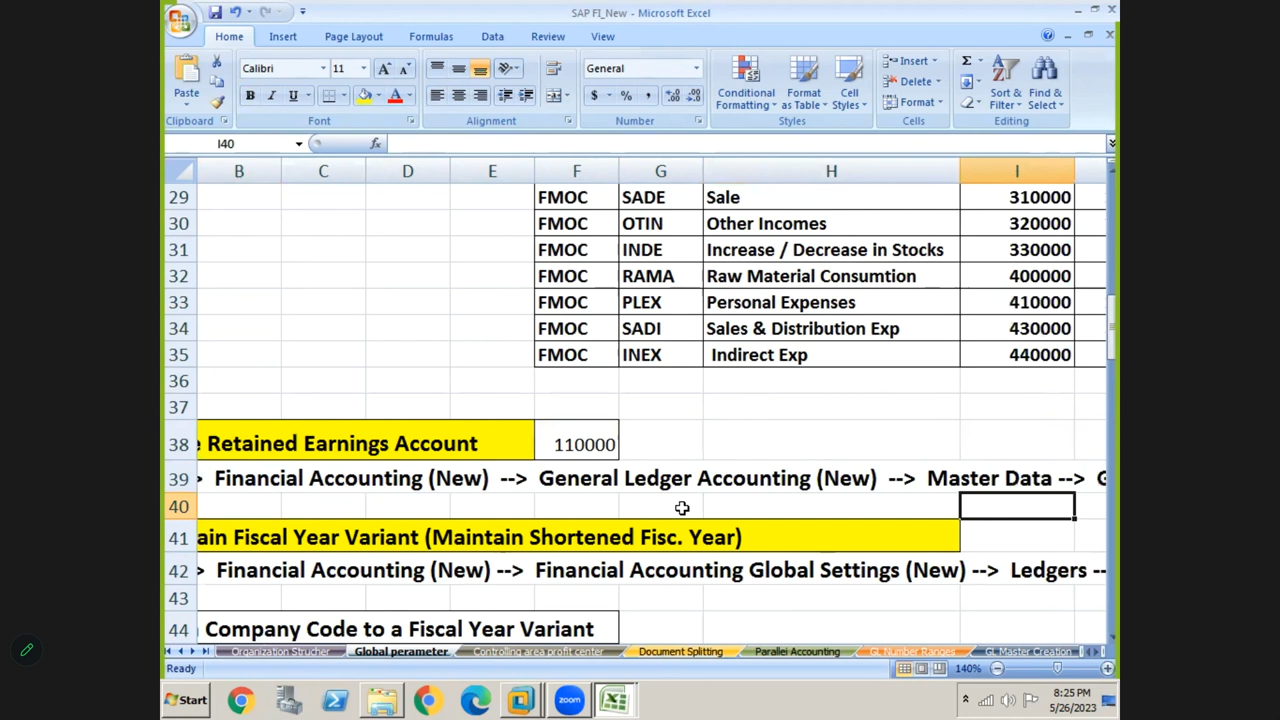 SAP FI_New - Microsoft Excel
Home Insert Page Layout Formulas Data Review View
Paste
Calibri 11
B I U
General
$ % ,
Conditional Formatting
Format as Table
Cell Styles
Insert
Delete
Format
Σ
Sort & Filter
Find & Select
Clipboard Font Alignment Number Styles Cells Editing
I40 fx
B C D E F G H I
29 FMOC SADE Sale 310000
30 FMOC OTIN Other Incomes 320000
31 FMOC INDE Increase / Decrease in Stocks 330000
32 FMOC RAMA Raw Material Consumtion 400000
33 FMOC PLEX Personal Expenses 410000
34 FMOC SADI Sales & Distribution Exp 430000
35 FMOC INEX Indirect Exp 440000
36
37
38 e Retained Earnings Account 110000
39 > Financial Accounting (New) --> General Ledger Accounting (New) --> Master Data --> G
40
41 ain Fiscal Year Variant (Maintain Shortened Fisc. Year)
42 > Financial Accounting (New) --> Financial Accounting Global Settings (New) --> Ledgers --
43
44 Company Code to a Fiscal Year Variant
Organization Strucher Global perameter Controlling area profit center Document Splitting Parallel Accounting GL Number Ranges GL Master Creation
Ready 140%
Start zoom 8:25 PM
5/26/2023